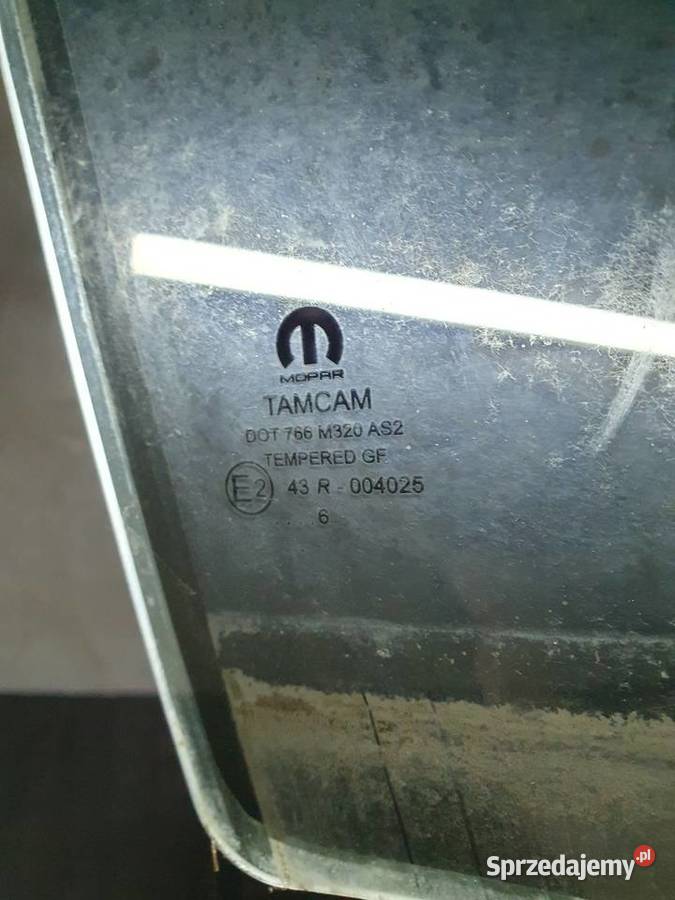 MOPAR
TAMCAM
DOT 766 M320 AS2
TEMPERED GF
E2 43 R - 004025
.... 6
Sprzedajemy.pl